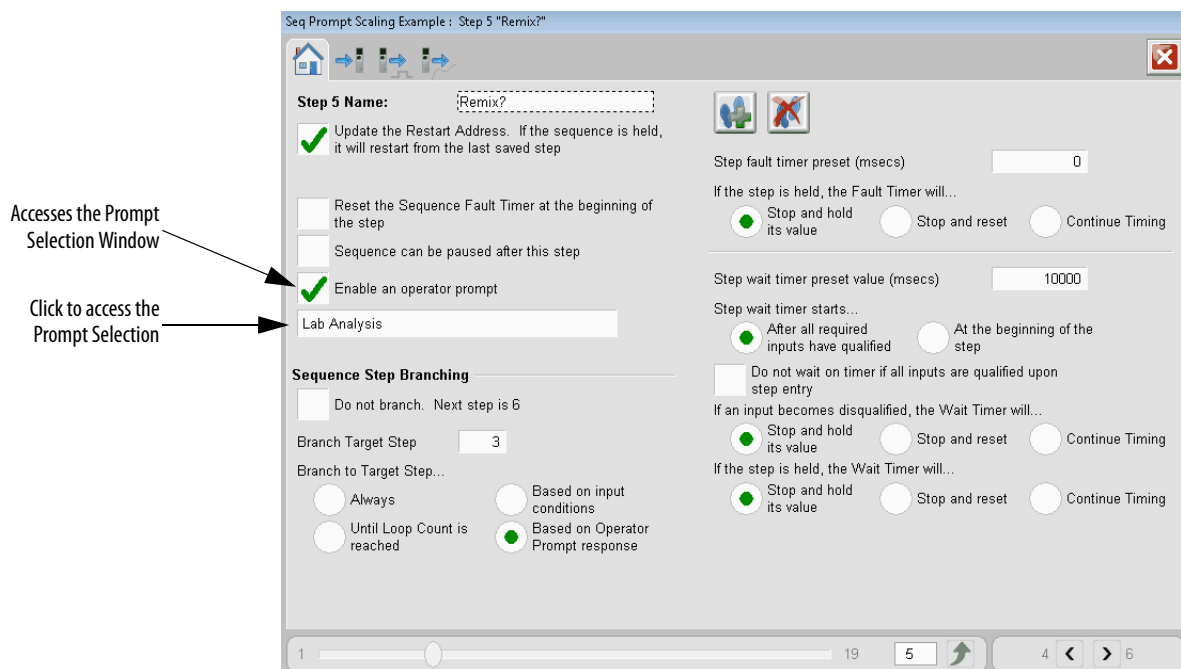 Seq Prompt Scaling Example : Step 5 "Remix?"
Step 5 Name:
Remix?
Update the Restart Address. If the sequence is held,
it will restart from the last saved step
Reset the Sequence Fault Timer at the beginning of
the step
Sequence can be paused after this step
Accesses the Prompt
Selection Window
Enable an operator prompt
Click to access the
Prompt Selection
Lab Analysis
Sequence Step Branching
Do not branch. Next step is 6
Branch Target Step
3
Branch to Target Step...
Always
Based on input
conditions
Until Loop Count is
reached
Based on Operator
Prompt response
Step fault timer preset (msecs)
0
If the step is held, the Fault Timer will...
Stop and hold
its value
Stop and reset
Continue Timing
Step wait timer preset value (msecs)
10000
Step wait timer starts...
After all required
inputs have qualified
At the beginning of the
step
Do not wait on timer if all inputs are qualified upon
step entry
If an input becomes disqualified, the Wait Timer will...
Stop and hold
its value
Stop and reset
Continue Timing
If the step is held, the Wait Timer will...
Stop and hold
its value
Stop and reset
Continue Timing
1
19
5
4
6